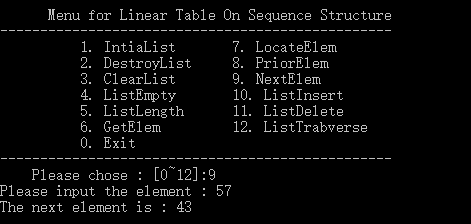 Menu for Linear Table On Sequence Structure
-------------------------------------------------
1. IntiaList 7. LocateElem
2. DestroyList 8. PriorElem
3. ClearList 9. NextElem
4. ListEmpty 10. ListInsert
5. ListLength 11. ListDelete
6. GetElem 12. ListTrabverse
0. Exit
-------------------------------------------------
Please chose : [0~12]:9
Please input the element : 57
The next element is : 43